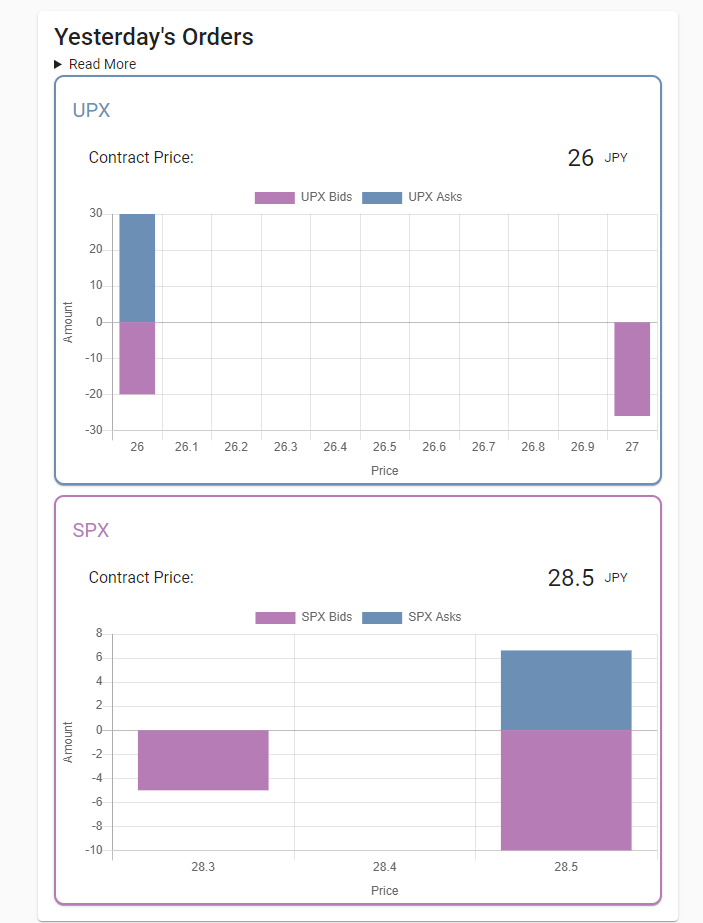 Yesterday's Orders
Read More
UPX
Contract Price: 26 JPY
UPX Bids UPX Asks
30
20
10
0
-10
-20
-30
Amount
26 26.1 26.2 26.3 26.4 26.5 26.6 26.7 26.8 26.9 27
Price
SPX
Contract Price: 28.5 JPY
SPX Bids SPX Asks
8
6
4
2
0
-2
-4
-6
-8
-10
Amount
28.3 28.4 28.5
Price